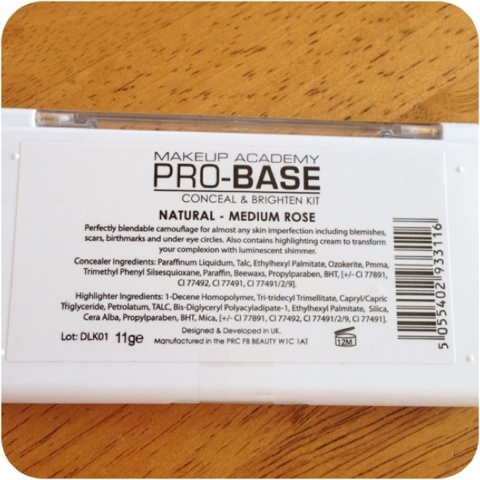 MAKEUP ACADEMY
PRO-BASE
CONCEAL & BRIGHTEN KIT
NATURAL - MEDIUM ROSE
Perfectly blendable camouflage for almost any skin imperfection including blemishes,
scars, birthmarks and under eye circles. Also contains highlighting cream to transform
your complexion with luminescent shimmer.
Concealer Ingredients: Paraffinum Liquidum, Talc, Ethylhexyl Palmitate, Ozokerite, Pmma,
Trimethyl Phenyl Silsesquioxane, Paraffin, Beewaxs, Propylparaben, BHT, [+/- CI 77891,
CI 77492, CI 77491, CI 77491/2/9].
Highlighter Ingredients: 1-Decene Homopolymer, Tri-tridecyl Trimellitate, Capryl/Capric
Triglyceride, Petrolatum, TALC, Bis-Diglyceryl Polyacyladipate-1, Ethylhexyl Palmitate, Silica,
Cera Alba, Propylparaben, BHT, Mica, [+/- CI 77891, CI 77492, CI 77491/2/9, CI 77491]
Lot: DLK01 11g℮
Designed & Developed in UK.
Manufactured in the PRC FB BEAUTY W1C 1AT
12M
5 055402 933116